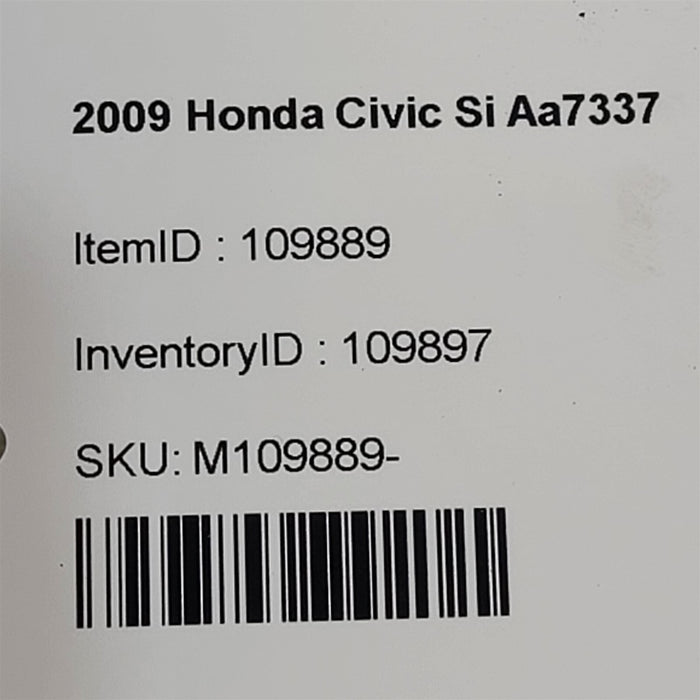 2009 Honda Civic Si Aa7337
ItemID : 109889
InventoryID : 109897
SKU: M109889-